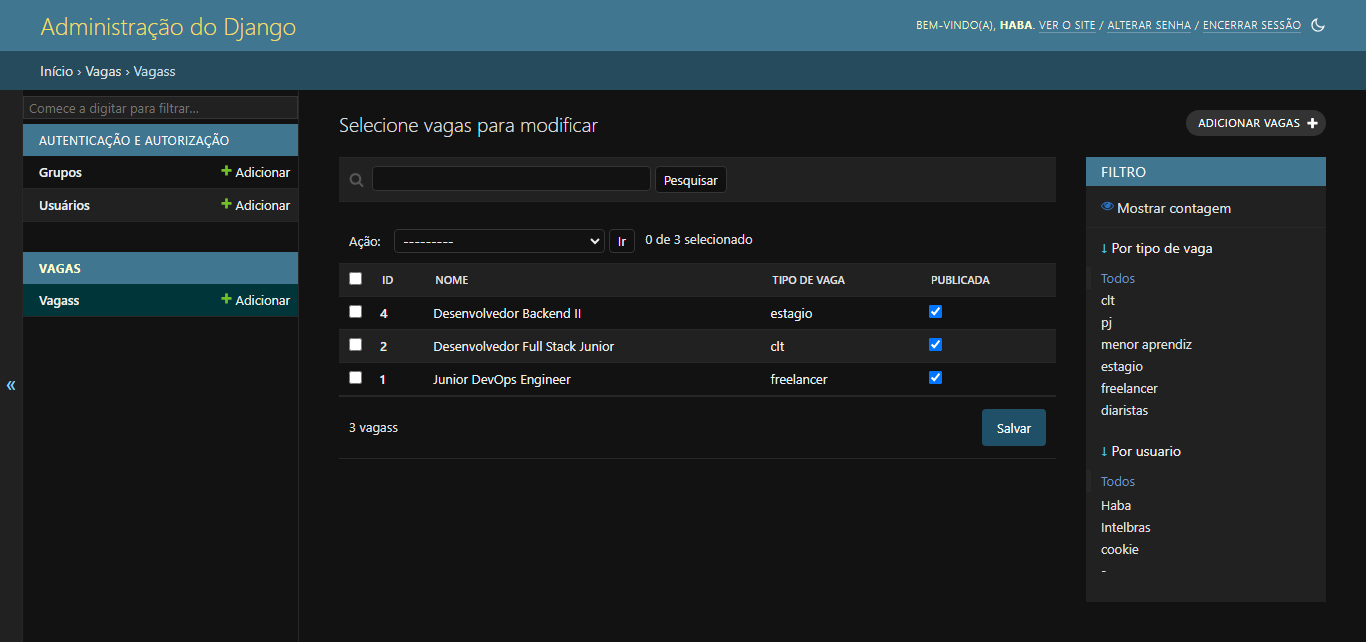 Administração do Django
BEM-VINDO(A), HABA. VER O SITE / ALTERAR SENHA / ENCERRAR SESSÃO
Início › Vagas › Vagass
Comece a digitar para filtrar...
AUTENTICAÇÃO E AUTORIZAÇÃO
Grupos + Adicionar
Usuários + Adicionar
VAGAS
Vagass + Adicionar
«
Selecione vagas para modificar
ADICIONAR VAGAS +
Pesquisar
Ação: --------- Ir 0 de 3 selecionado
ID NOME TIPO DE VAGA PUBLICADA
4 Desenvolvedor Backend II estagio
2 Desenvolvedor Full Stack Junior clt
1 Junior DevOps Engineer freelancer
3 vagass
Salvar
FILTRO
Mostrar contagem
↓ Por tipo de vaga
Todos
clt
pj
menor aprendiz
estagio
freelancer
diaristas
↓ Por usuario
Todos
Haba
Intelbras
cookie
-